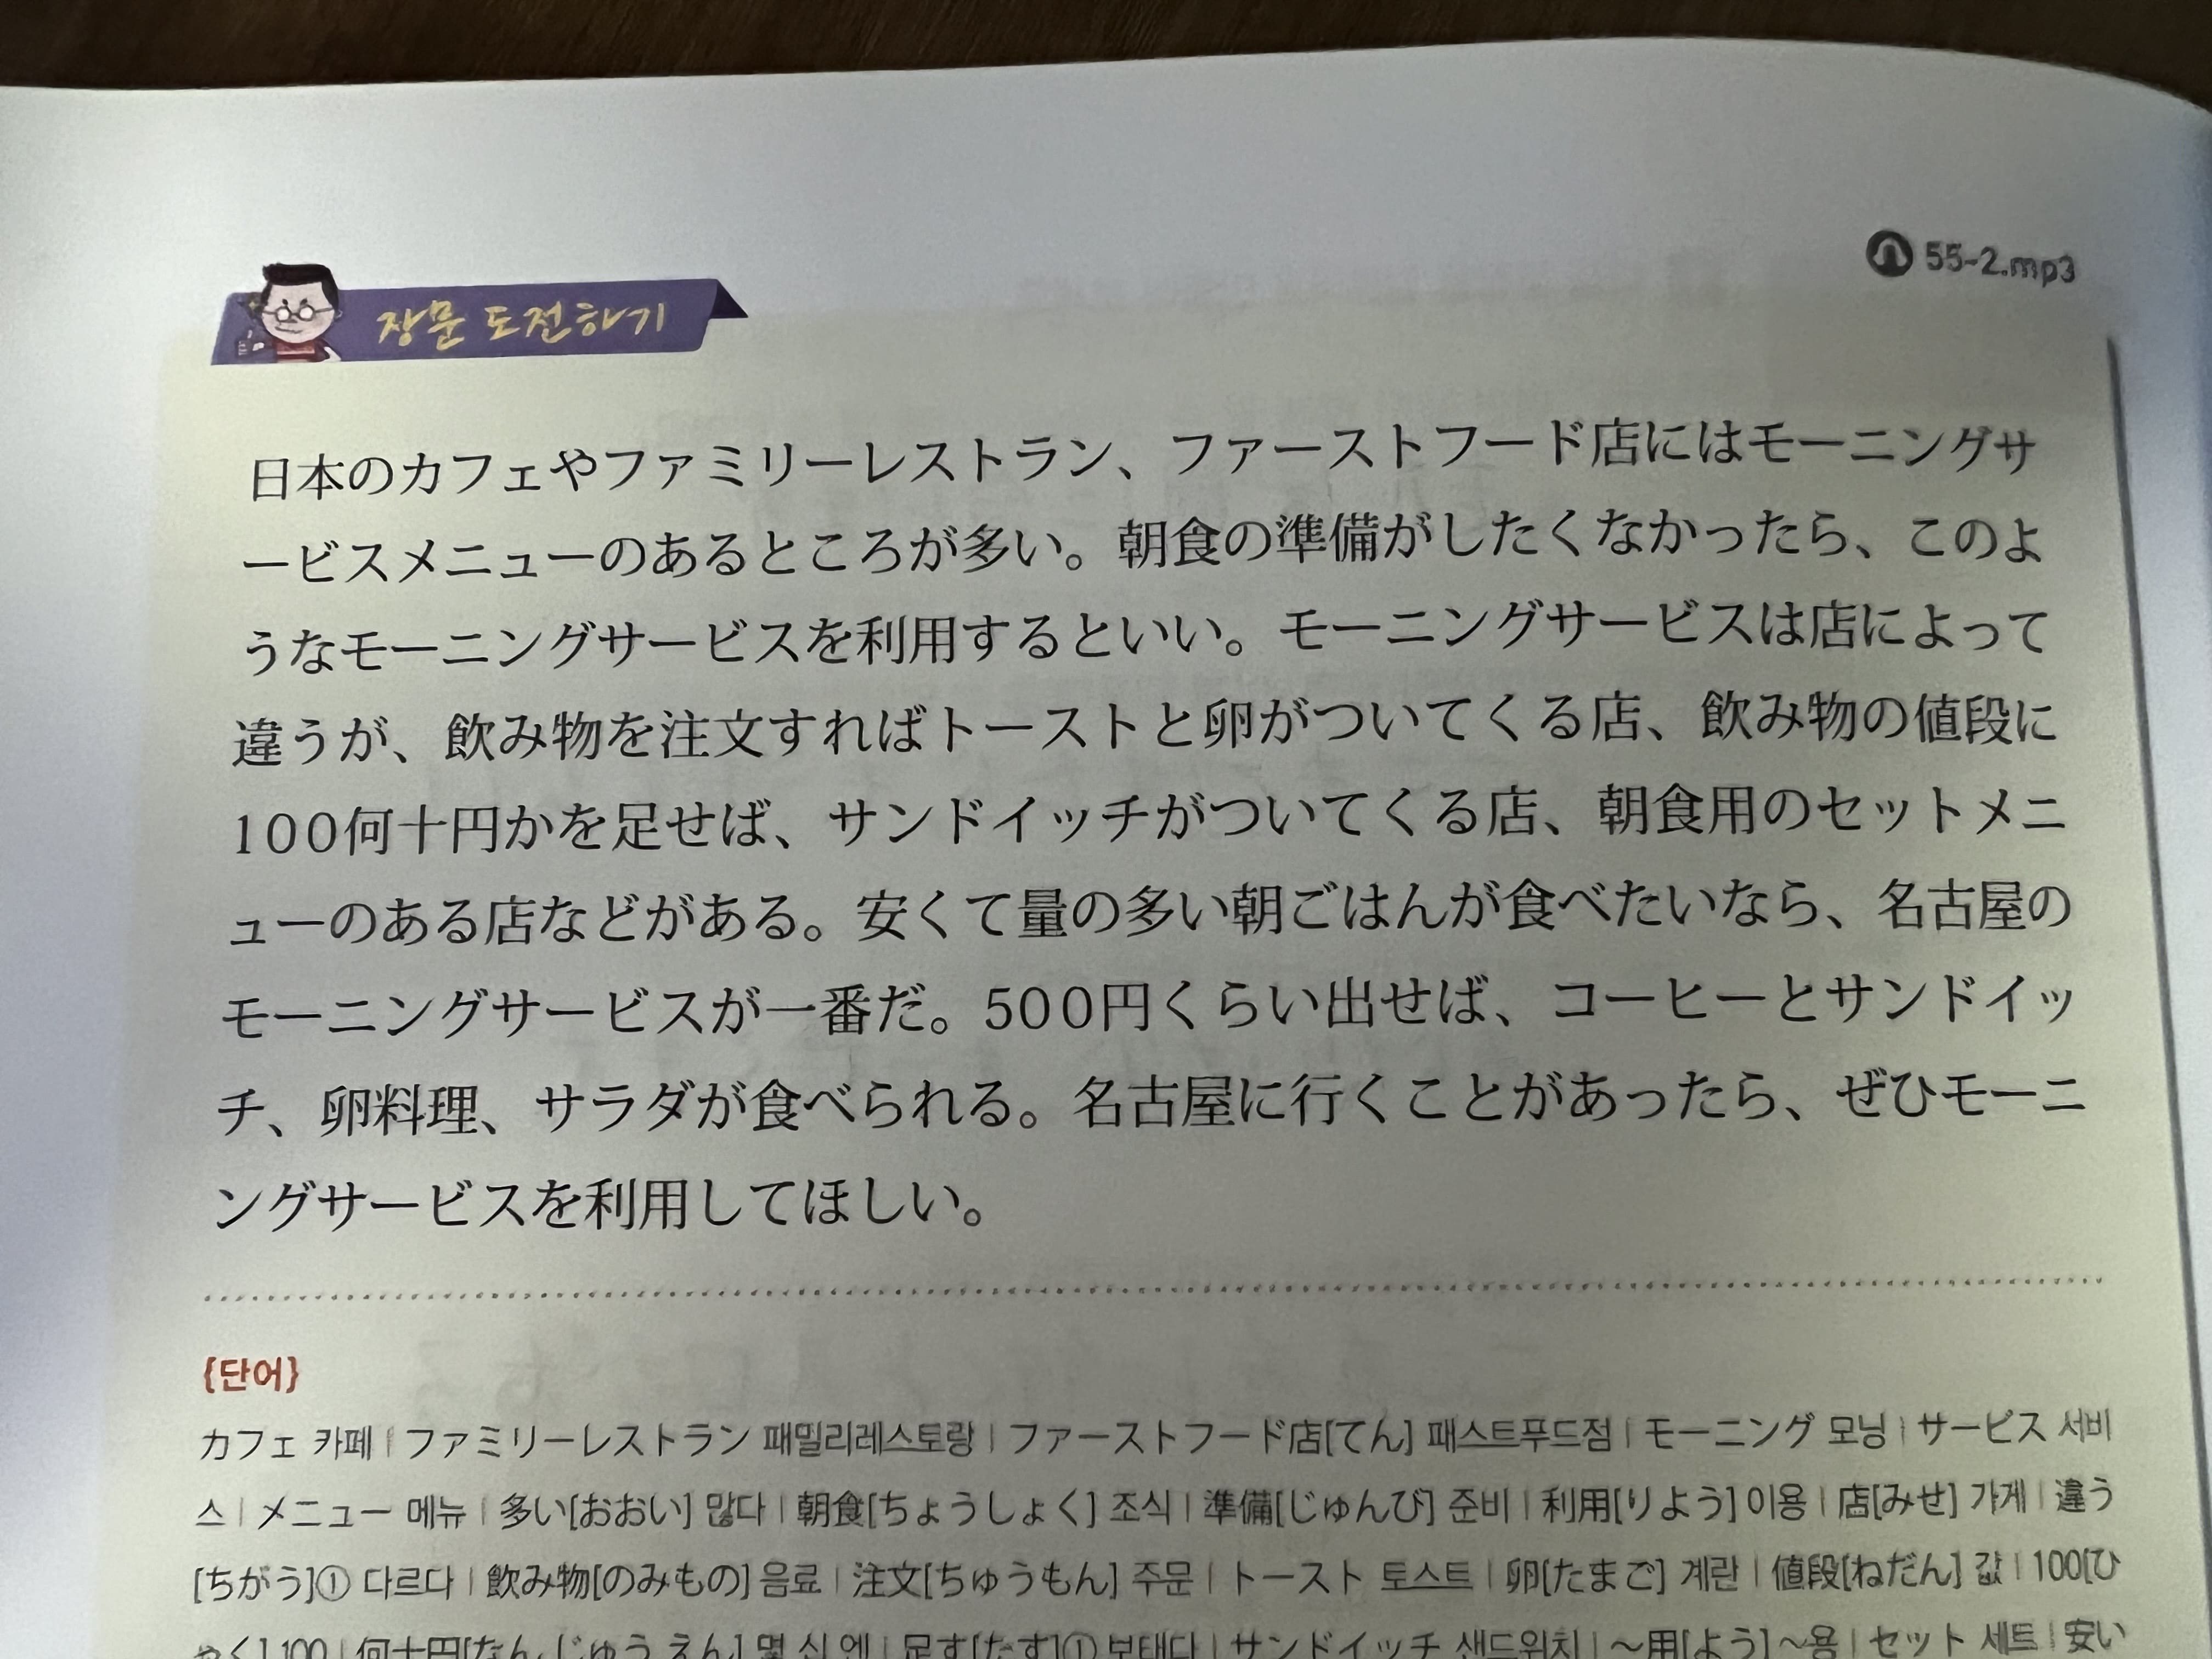 55-2.mp3
장문 도전하기
日本のカフェやファミリーレストラン、ファーストフード店にはモーニングサ
ービスメニューのあるところが多い。朝食の準備がしたくなかったら、このよ
うなモーニングサービスを利用するといい。モーニングサービスは店によって
違うが、飲み物を注文すればトーストと卵がついてくる店、飲み物の値段に
100何十円かを足せば、サンドイッチがついてくる店、朝食用のセットメニ
ューのある店などがある。安くて量の多い朝ごはんが食べたいなら、名古屋の
モーニングサービスが一番だ。500円くらい出せば、コーヒーとサンドイッ
チ、卵料理、サラダが食べられる。名古屋に行くことがあったら、ぜひモーニ
ングサービスを利用してほしい。
{단어}
カフェ 카페 | ファミリーレストラン 패밀리레스토랑 | ファーストフード店[てん] 패스트푸드점 | モーニング 모닝 | サービス 서비
스 | メニュー 메뉴 | 多い[おおい] 많다 | 朝食[ちょうしょく] 조식 | 準備[じゅんび] 준비 | 利用[りよう] 이용 | 店[みせ] 가게 | 違う
[ちがう]① 다르다 | 飲み物[のみもの] 음료 | 注文[ちゅうもん] 주문 | トースト 토스트 | 卵[たまご] 계란 | 値段[ねだん] 값 | 100[ひ
ゃく] 100 | 何十円[なん じゅう えん] 몇 십 엔 | 足す[たす]① 보태다 | サンドイッチ 샌드위치 | ～用[よう] ～용 | セット 세트 | 安い